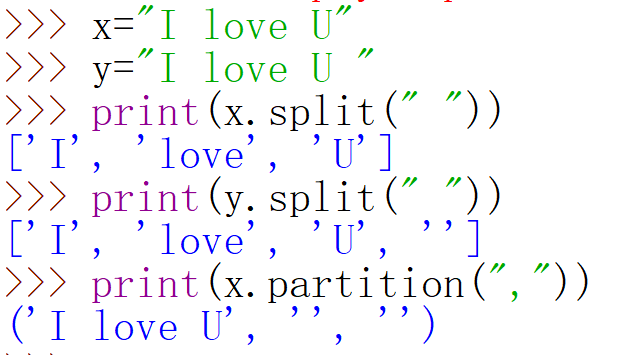 >>> x="I love U"
>>> y="I love U "
>>> print(x.split(" "))
['I', 'love', 'U']
>>> print(y.split(" "))
['I', 'love', 'U', '']
>>> print(x.partition(","))
('I love U', '', '')